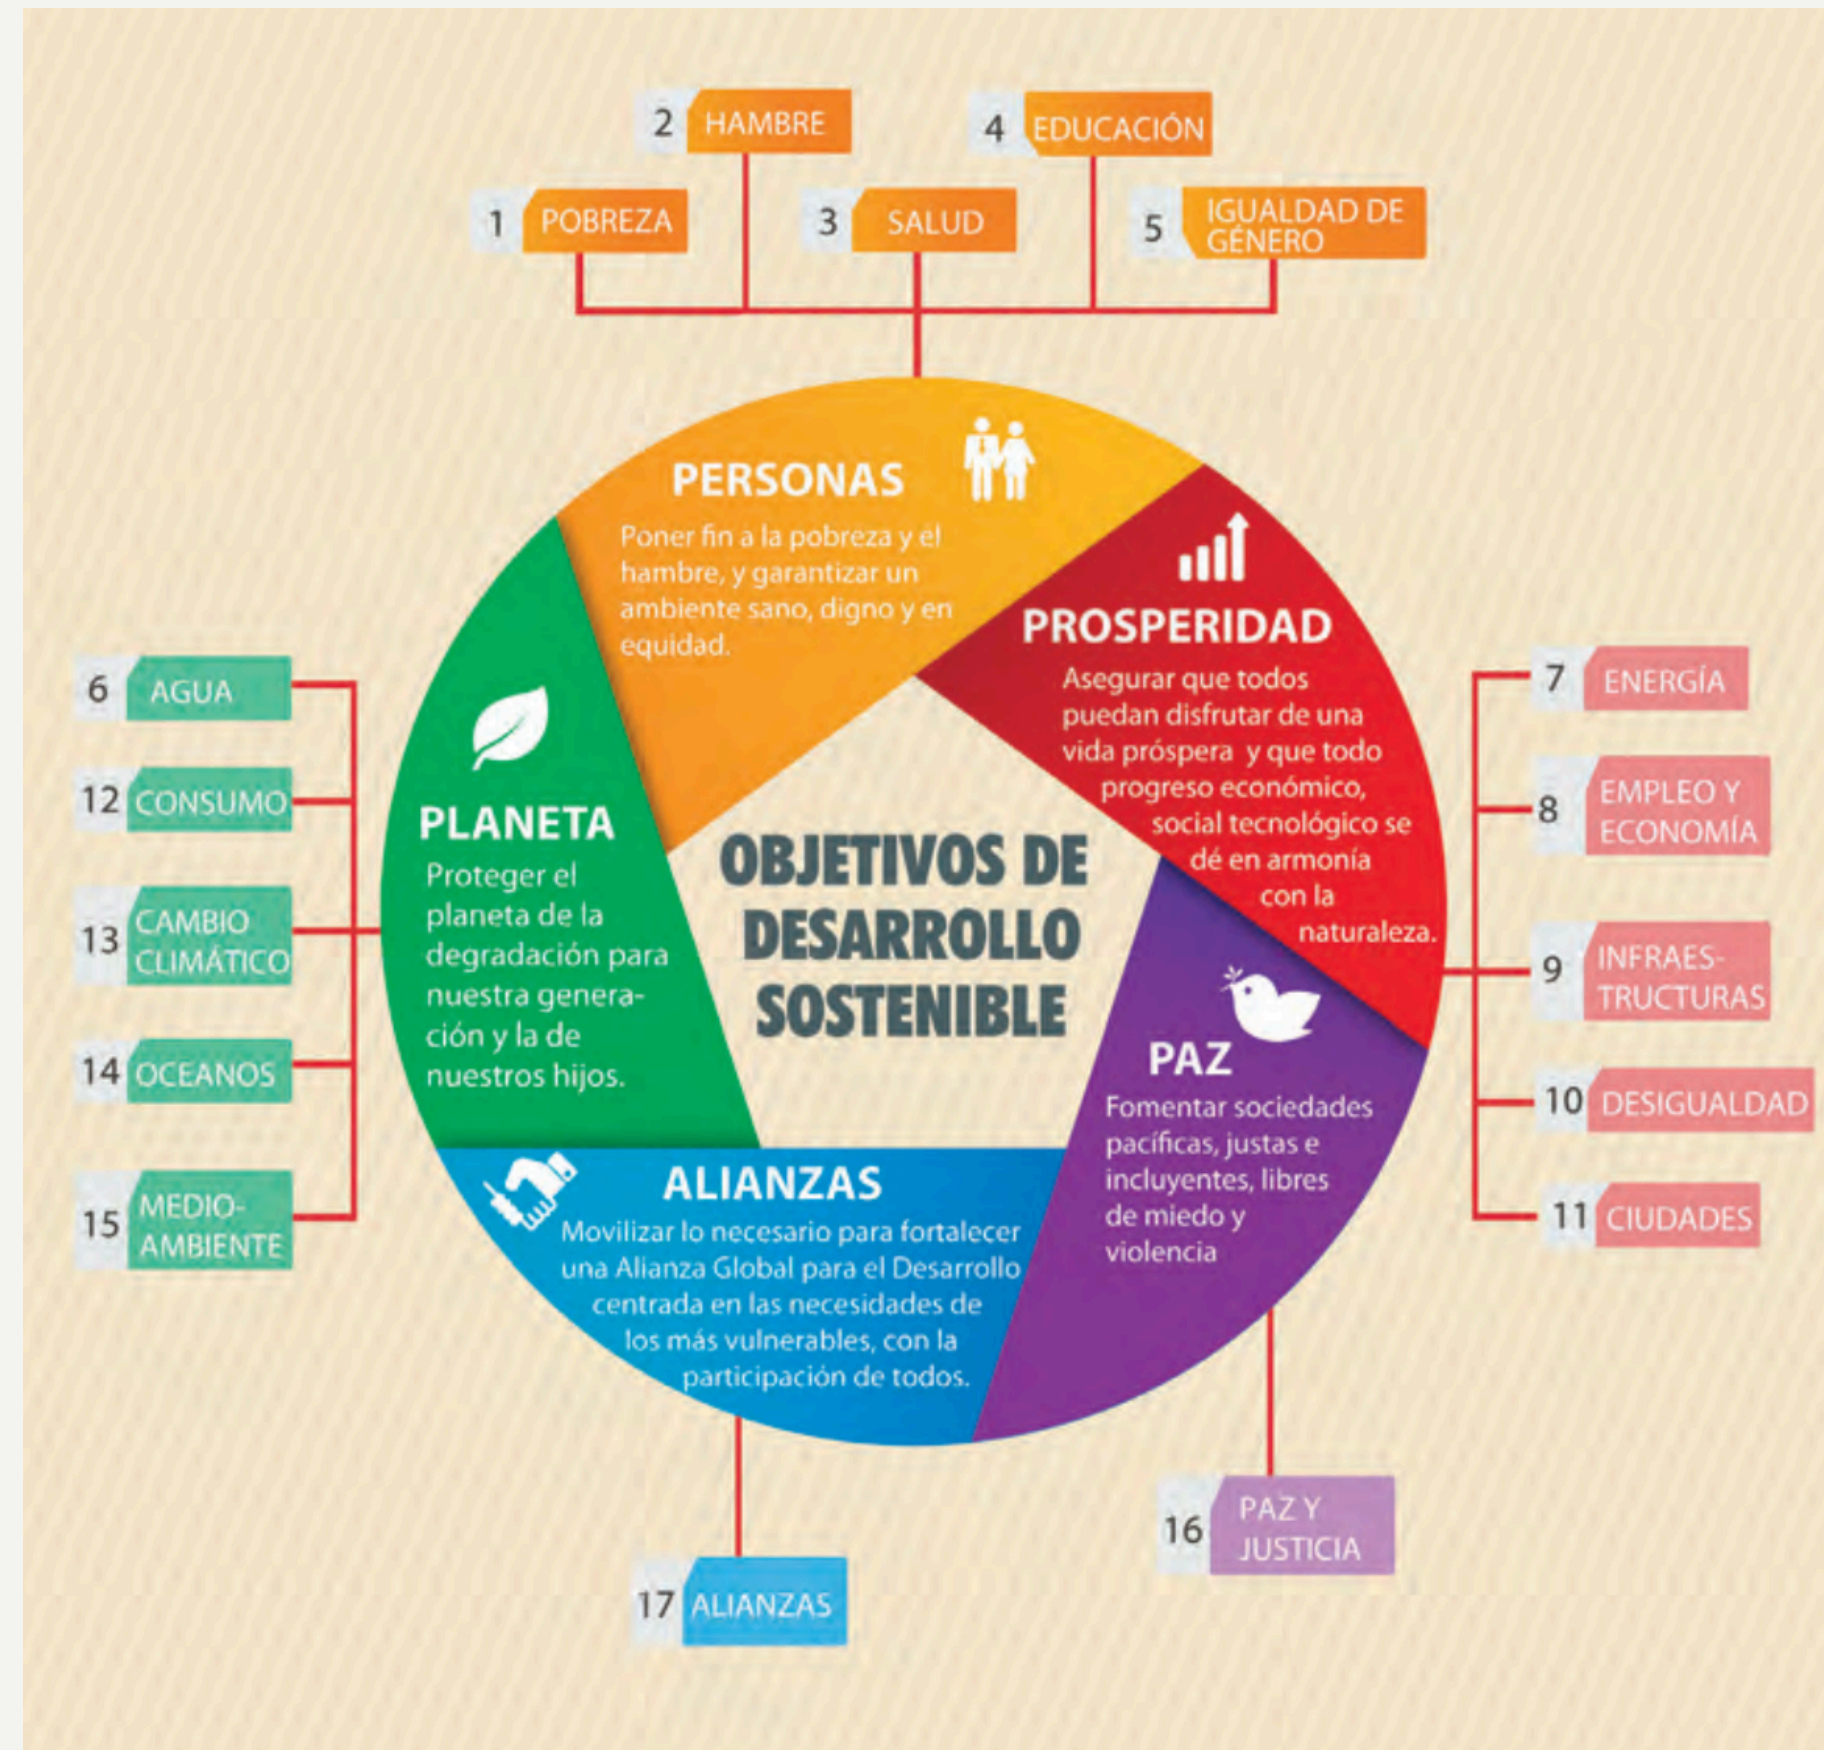 2 HAMBRE
4 EDUCACIÓN
1 POBREZA
3 SALUD
5 IGUALDAD DE
GÉNERO
PERSONAS
Poner fin a la pobreza y el
hambre, y garantizar un
ambiente sano, digno y en
equidad.
PROSPERIDAD
Asegurar que todos
puedan disfrutar de una
vida próspera y que todo
progreso económico,
social tecnológico se
dé en armonía
con la
naturaleza.
7 ENERGÍA
8 EMPLEO Y
ECONOMÍA
9 INFRAES-
TRUCTURAS
10 DESIGUALDAD
11 CIUDADES
6 AGUA
12 CONSUMO
13 CAMBIO
CLIMÁTICO
14 OCEANOS
15 MEDIO-
AMBIENTE
PLANETA
Proteger el
planeta de la
degradación para
nuestra genera-
ción y la de
nuestros hijos.
OBJETIVOS DE
DESARROLLO
SOSTENIBLE
PAZ
Fomentar sociedades
pacíficas, justas e
incluyentes, libres
de miedo y
violencia
ALIANZAS
Movilizar lo necesario para fortalecer
una Alianza Global para el Desarrollo
centrada en las necesidades de
los más vulnerables, con la
participación de todos.
16 PAZ Y
JUSTICIA
17 ALIANZAS